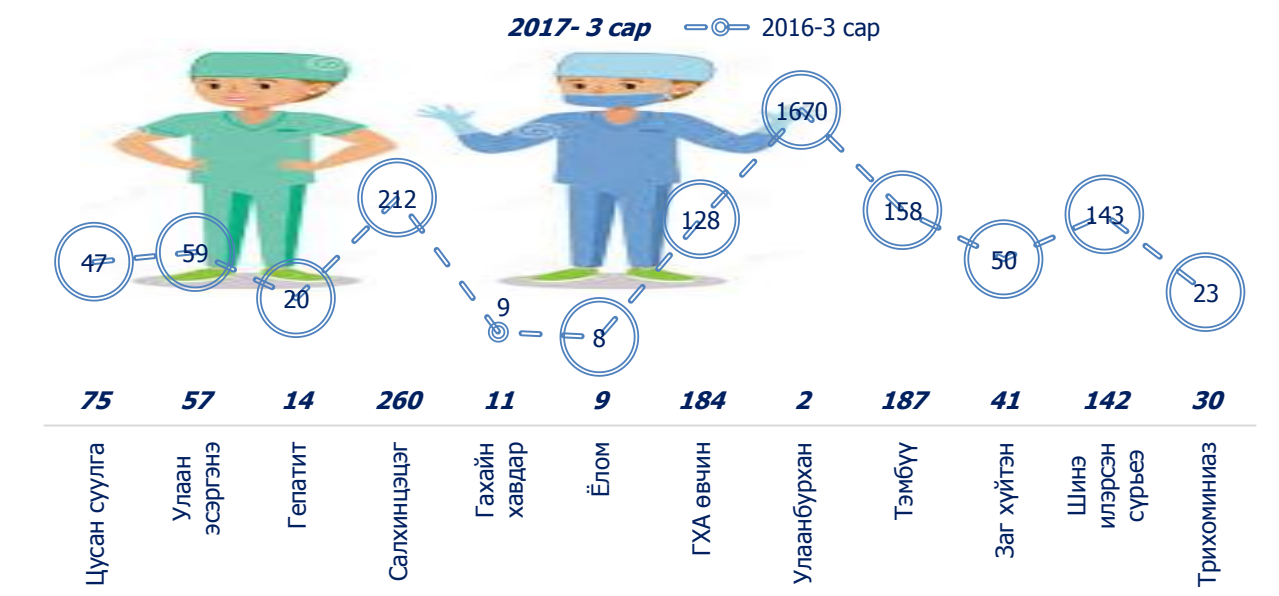 2017- 3 сар 2016-3 сар
1670
212
47 59 20 9 8 128 158 50 143 23
75 57 14 260 11 9 184 2 187 41 142 30
Цусан суулга
Улаан
эсэргэнэ
Гепатит
Салхинцэцэг
Гахайн
хавдар
Ёлом
ГХА өвчин
Улаанбурхан
Тэмбүү
Заг хүйтэн
Шинэ
илэрсэн
сүрьеэ
Трихоминиаз